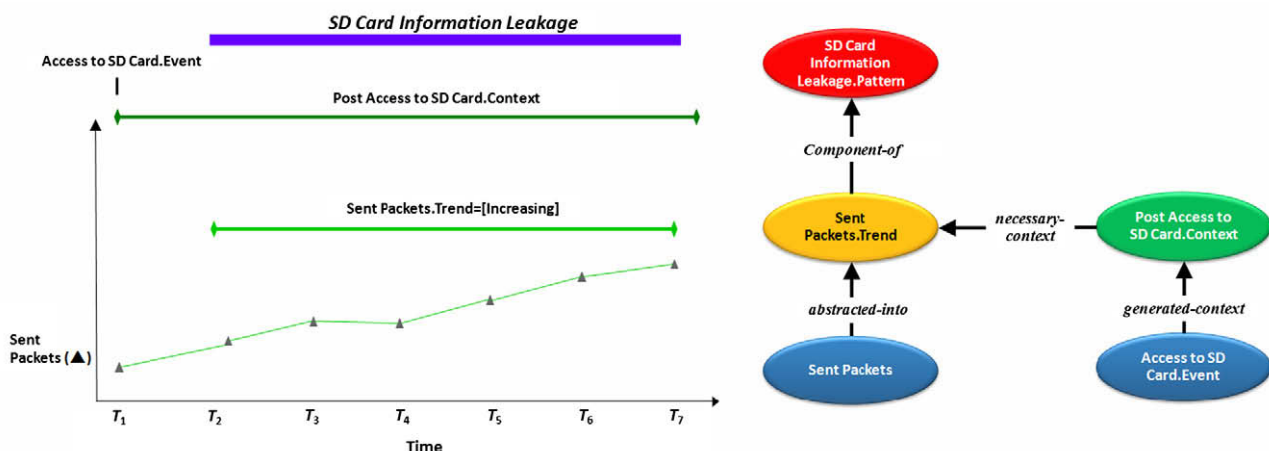 SD Card Information Leakage
Access to SD Card.Event
Post Access to SD Card.Context
Sent Packets.Trend=[Increasing]
Sent
Packets (▲)
T1
T2
T3
T4
T5
T6
T7
Time
SD Card
Information
Leakage.Pattern
Component-of
Sent
Packets.Trend
necessary-
context
Post Access to
SD Card.Context
abstracted-into
generated-context
Sent Packets
Access to SD
Card.Event